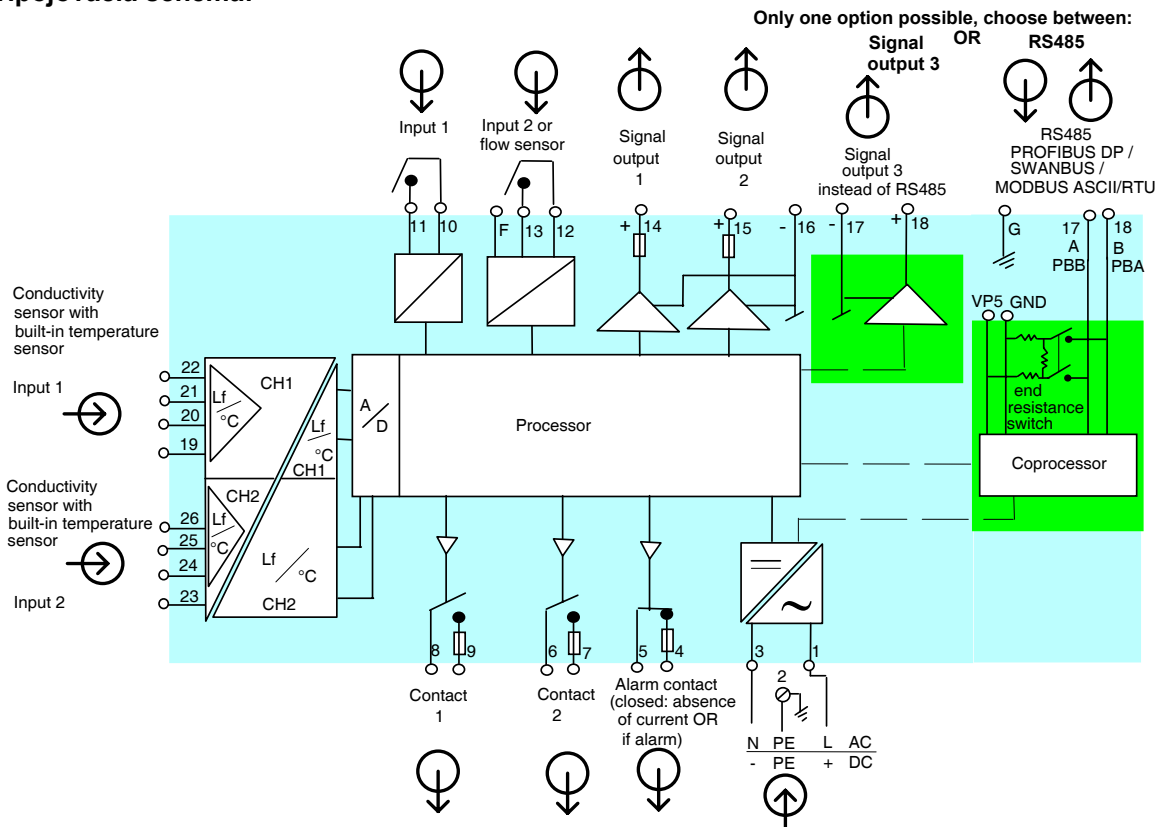 Only one option possible, choose between:
Signal
output 3
OR
RS485
Input 1
Input 2 or
flow sensor
Signal
output
1
Signal
output
2
Signal
output 3
instead of RS485
RS485
PROFIBUS DP /
SWANBUS /
MODBUS ASCII/RTU
11
10
F
13
12
+
14
+
15
-
16
-
17
+
18
G
17
A
PBB
18
B
PBA
VP5
GND
end
resistance
switch
Coprocessor
Conductivity
sensor with
built-in temperature
sensor
Input 1
22
21
20
19
Lf
°C
CH1
Lf
°C
CH1
A
D
Processor
Conductivity
sensor with
built-in temperature
sensor
Input 2
26
25
24
23
CH2
Lf
°C
Lf
°C
CH2
8
9
6
7
5
4
3
1
2
Contact
1
Contact
2
Alarm contact
(closed: absence
of current OR
if alarm)
N PE L AC
- PE + DC